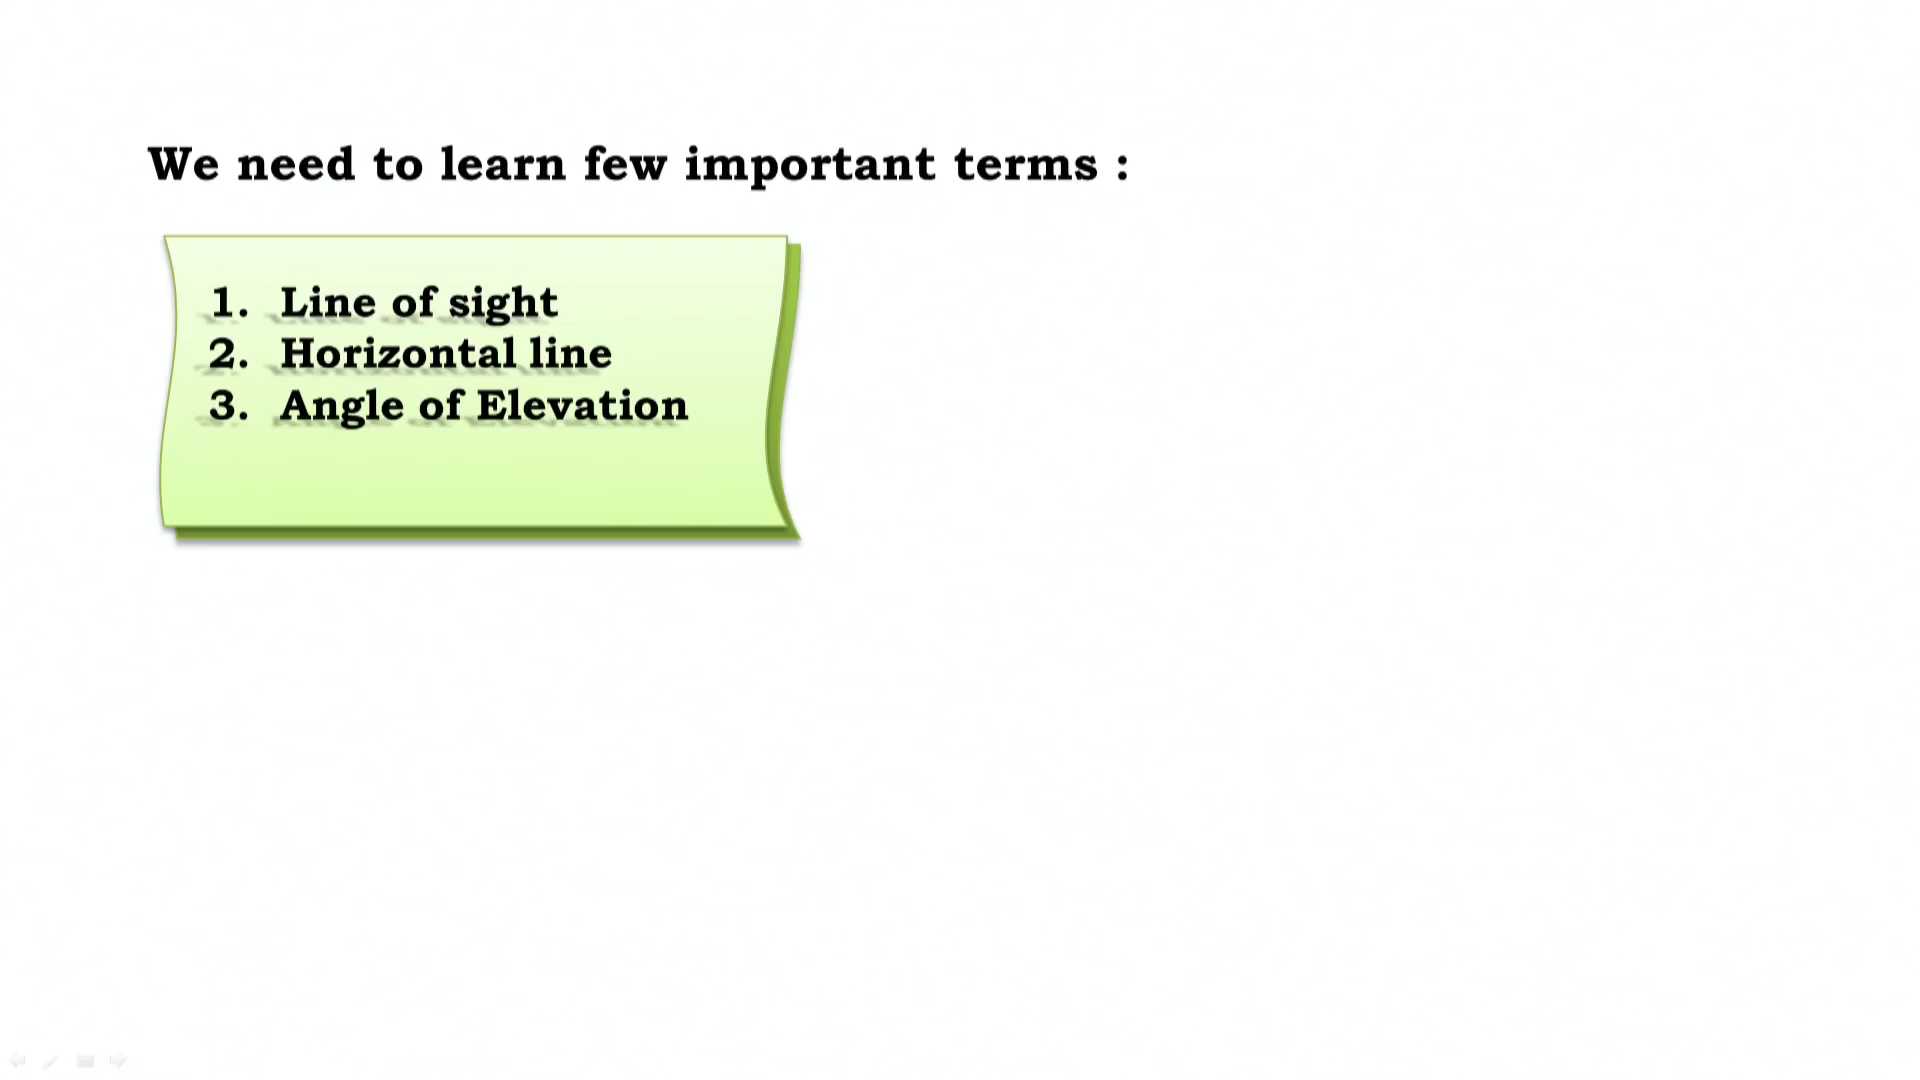 We need to learn few important terms :
1. Line of sight
2. Horizontal line
3. Angle of Elevation